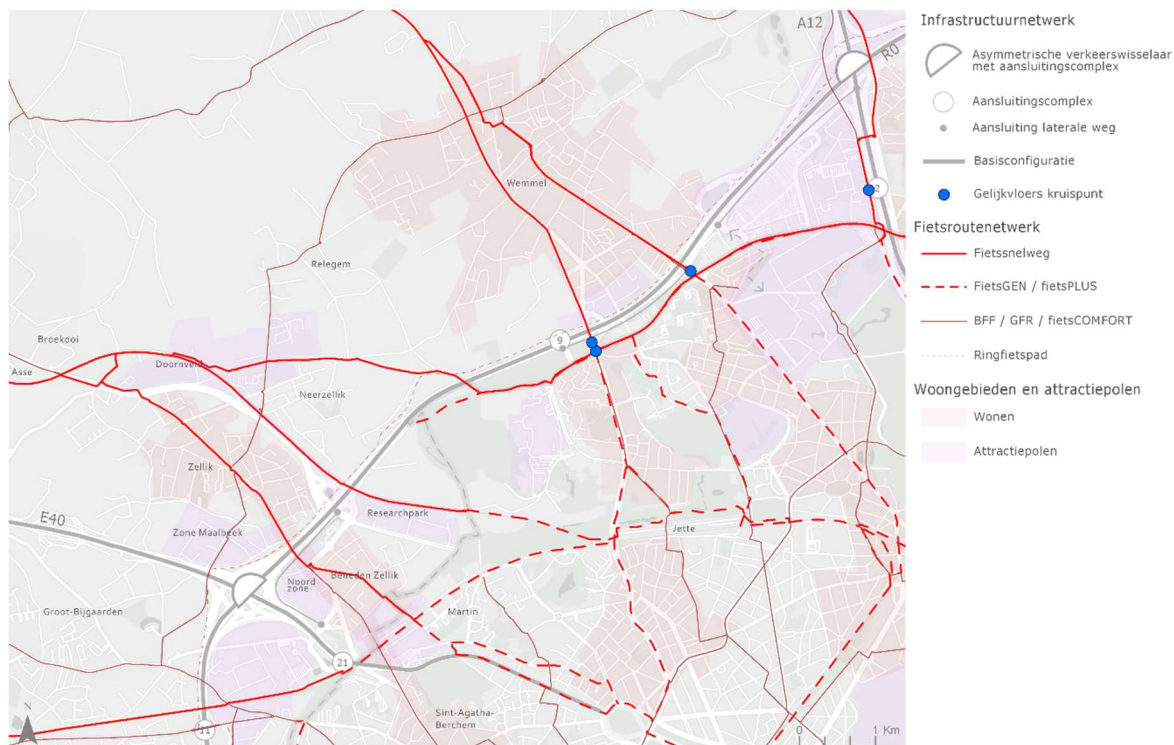 A12
R0
2
Wemmel
Relegem
9
Broekooi
Asse
Doornveld
Neerzellik
Zellik
Researchpark
E40
Zone Maalbeek
Jette
Beneden Zellik
Noord
zone
Groot-Bijgaarden
Martin
21
Sint-Agatha-
Berchem
11
N
0
1 Km
Infrastructuurnetwerk
Asymmetrische verkeerswisselaar
met aansluitingscomplex
Aansluitingscomplex
Aansluiting laterale weg
Basisconfiguratie
Gelijkvloers kruispunt
Fietsroutenetwerk
Fietssnelweg
FietsGEN / fietsPLUS
BFF / GFR / fietsCOMFORT
Ringfietspad
Woongebieden en attractiepolen
Wonen
Attractiepolen